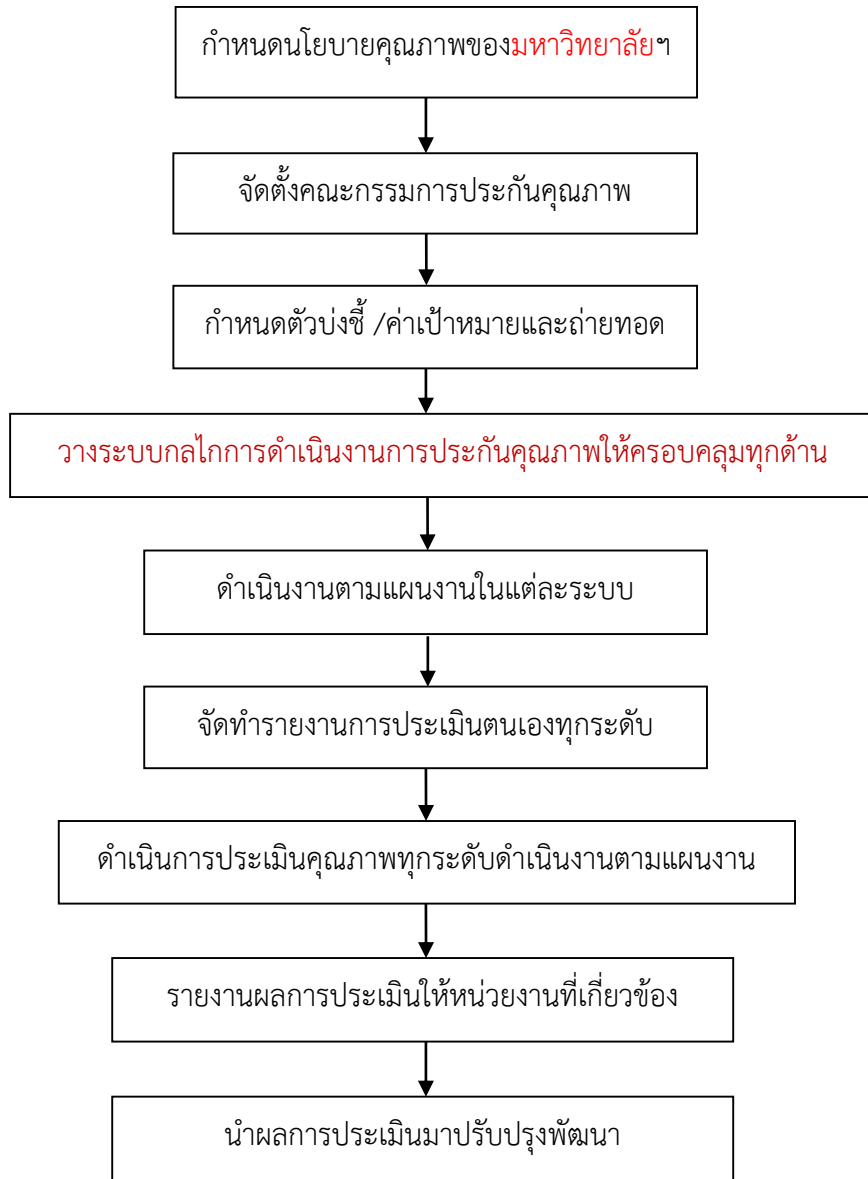 กำหนดนโยบายคุณภาพของมหาวิทยาลัยฯ
จัดตั้งคณะกรรมการประกันคุณภาพ
กำหนดตัวบ่งชี้ /ค่าเป้าหมายและถ่ายทอด
วางระบบกลไกการดำเนินงานการประกันคุณภาพให้ครอบคลุมทุกด้าน
ดำเนินงานตามแผนงานในแต่ละระบบ
จัดทำรายงานการประเมินตนเองทุกระดับ
ดำเนินการประเมินคุณภาพทุกระดับดำเนินงานตามแผนงาน
รายงานผลการประเมินให้หน่วยงานที่เกี่ยวข้อง
นำผลการประเมินมาปรับปรุงพัฒนา